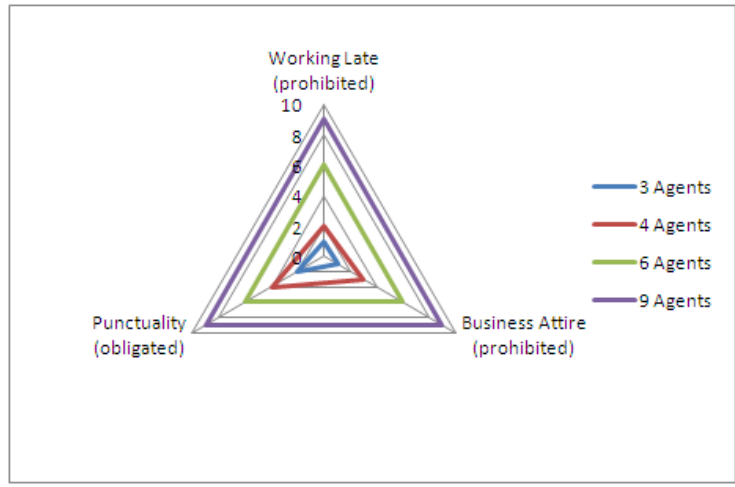 Working Late
(prohibited)
10
8
6
4
2
0
3 Agents
4 Agents
6 Agents
9 Agents
Punctuality
(obligated)
Business Attire
(prohibited)